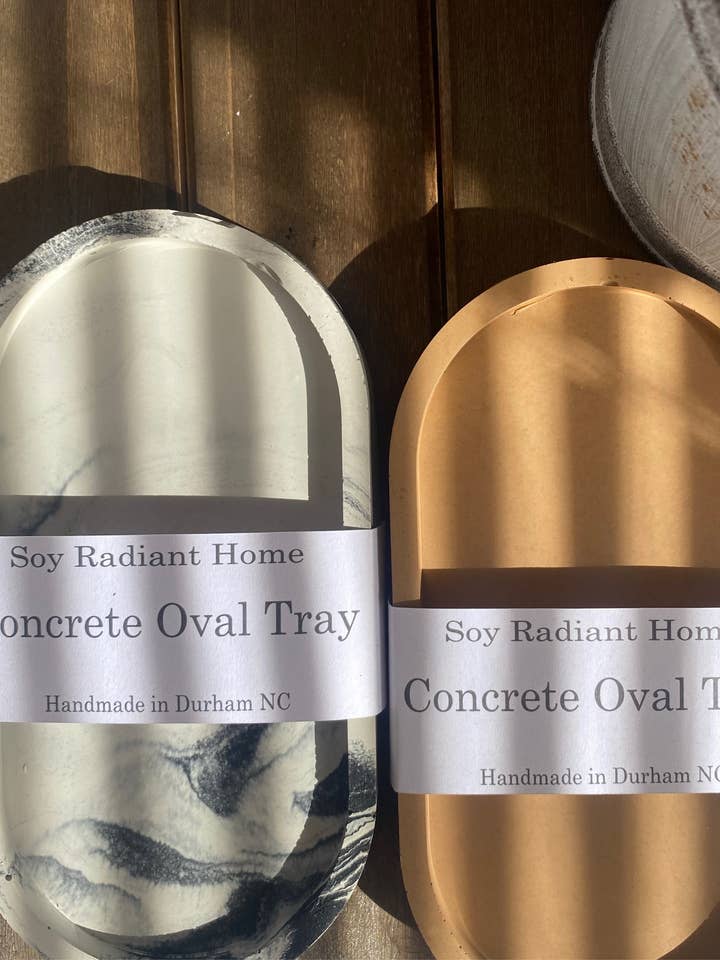 Soy Radiant Home
oncrete Oval Tray
Handmade in Durham NC
Soy Radiant Hom
Concrete Oval T
Handmade in Durham NC